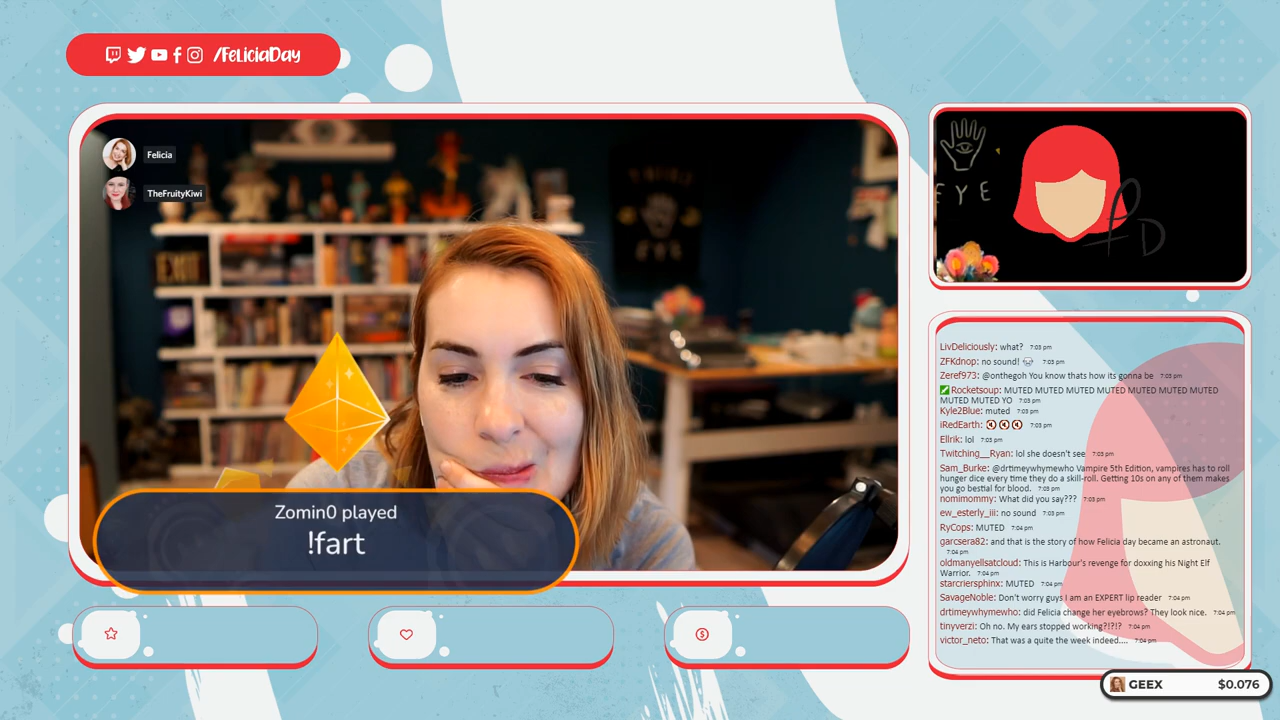 /FeliciaDay
Felicia
TheFruityKiwi
EXIT
EYE
Zomin0 played
!fart
EYE
D
LivDeliciously: what? 7:03 pm
ZFKdnop: no sound! 7:03 pm
Zeref973: @onthegoh You know thats how its gonna be 7:03 pm
Rocketsoup: MUTED MUTED MUTED MUTED MUTED MUTED MUTED
MUTED MUTED YO 7:03 pm
Kyle2Blue: muted 7:03 pm
iRedEarth: 7:03 pm
Ellrik: lol 7:03 pm
Twitching__Ryan: lol she doesn't see 7:03 pm
Sam_Burke: @drtimeywhymewho Vampire 5th Edition, vampires has to roll
hunger dice every time they do a skill-roll. Getting 10s on any of them makes
you go bestial for blood. 7:03 pm
nomimommy: What did you say??? 7:03 pm
ew_esterly_iii: no sound 7:03 pm
RyCops: MUTED 7:04 pm
garcsera82: and that is the story of how Felicia day became an astronaut.
7:04 pm
oldmanyellsatcloud: This is Harbour's revenge for doxxing his Night Elf
Warrior. 7:04 pm
starcriersphinx: MUTED 7:04 pm
SavageNoble: Don't worry guys I am an EXPERT lip reader 7:04 pm
drtimeywhymewho: did Felicia change her eyebrows? They look nice. 7:04 pm
tinyverzi: Oh no. My ears stopped working?!?!? 7:04 pm
victor_neto: That was a quite the week indeed.... 7:04 pm
GEEX $0.076